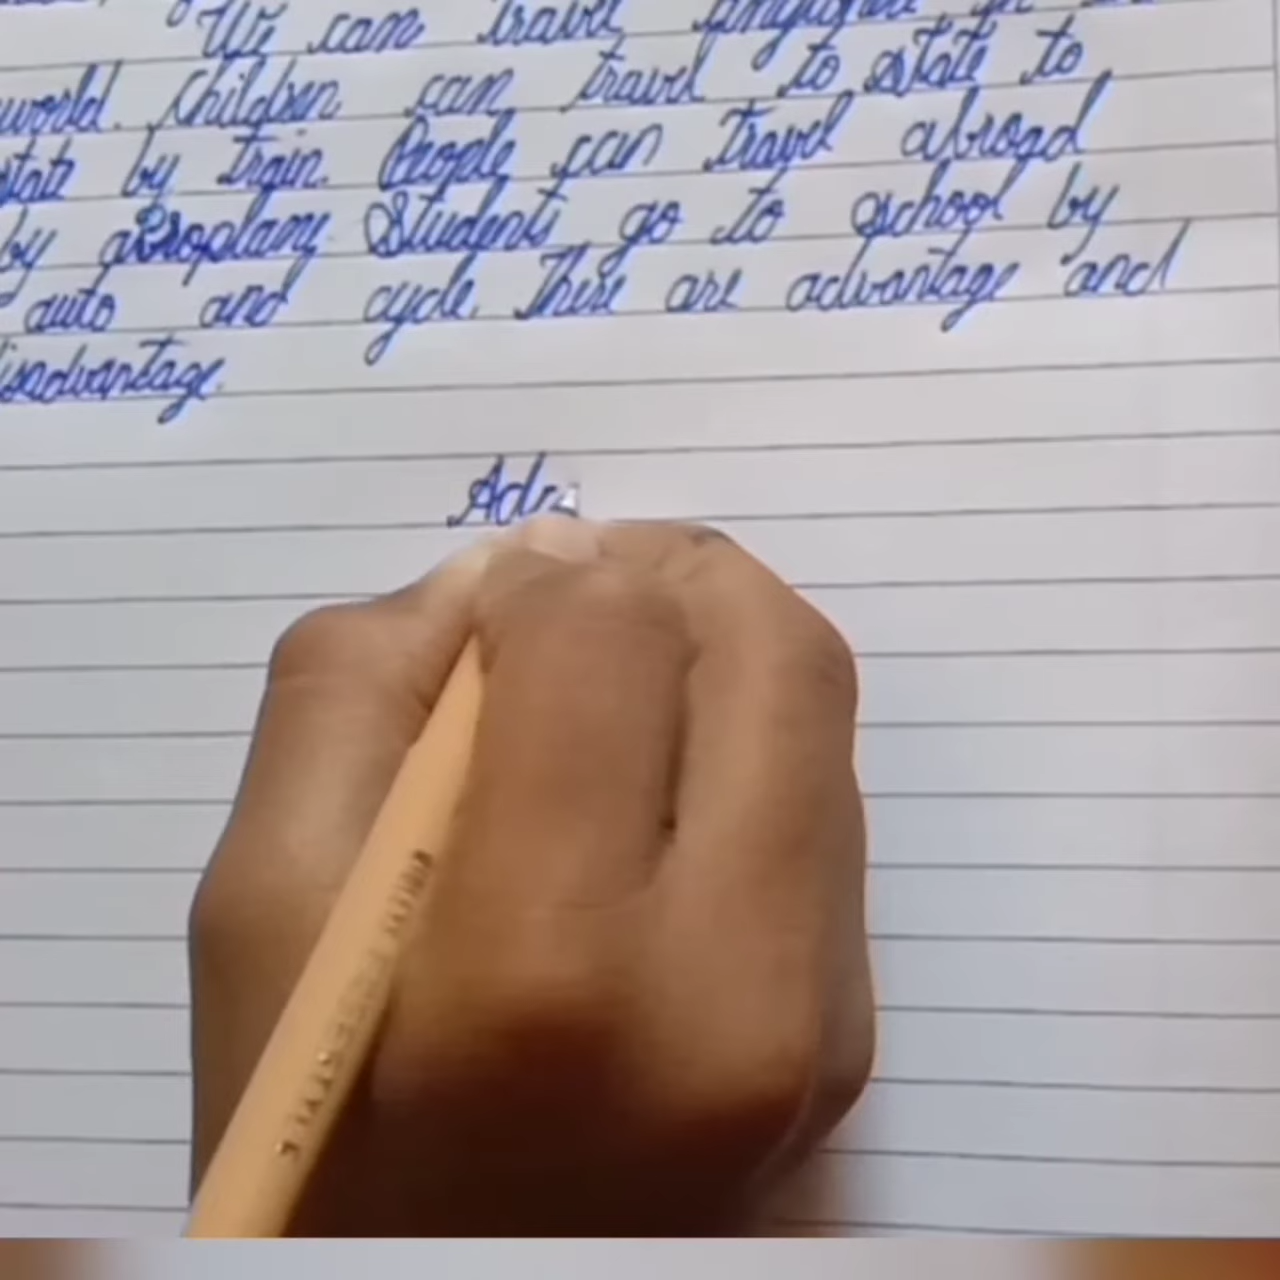 "We can travel anywhere in
world. Children can travel to state to
state by train. People can travel abroad
by aeroplane. Students go to school by
auto and cycle. There are advantage and
disadvantage.
Adv